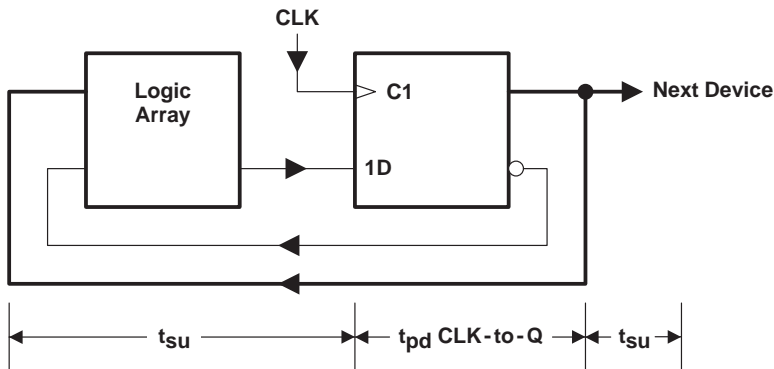 CLK
Logic
Array
C1
1D
Next Device
tsu
tpd CLK-to-Q
tsu